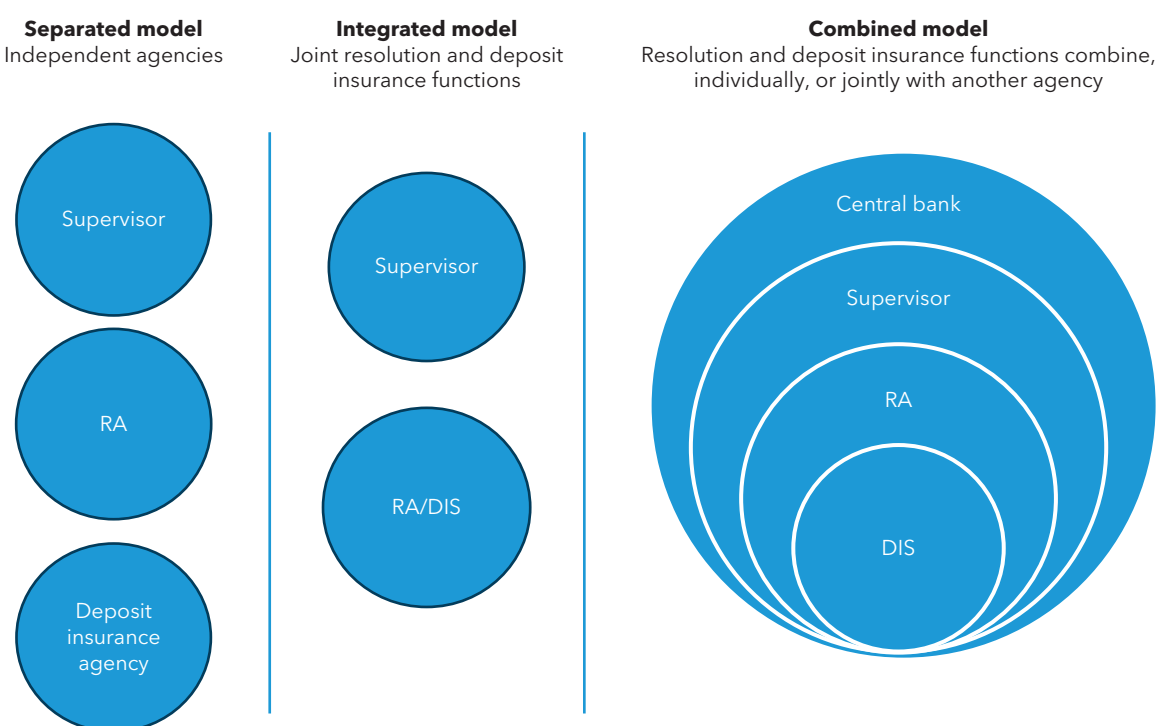 Separated model
Independent agencies
Supervisor
RA
Deposit
insurance
agency
Integrated model
Joint resolution and deposit
insurance functions
Supervisor
RA/DIS
Combined model
Resolution and deposit insurance functions combine,
individually, or jointly with another agency
Central bank
Supervisor
RA
DIS